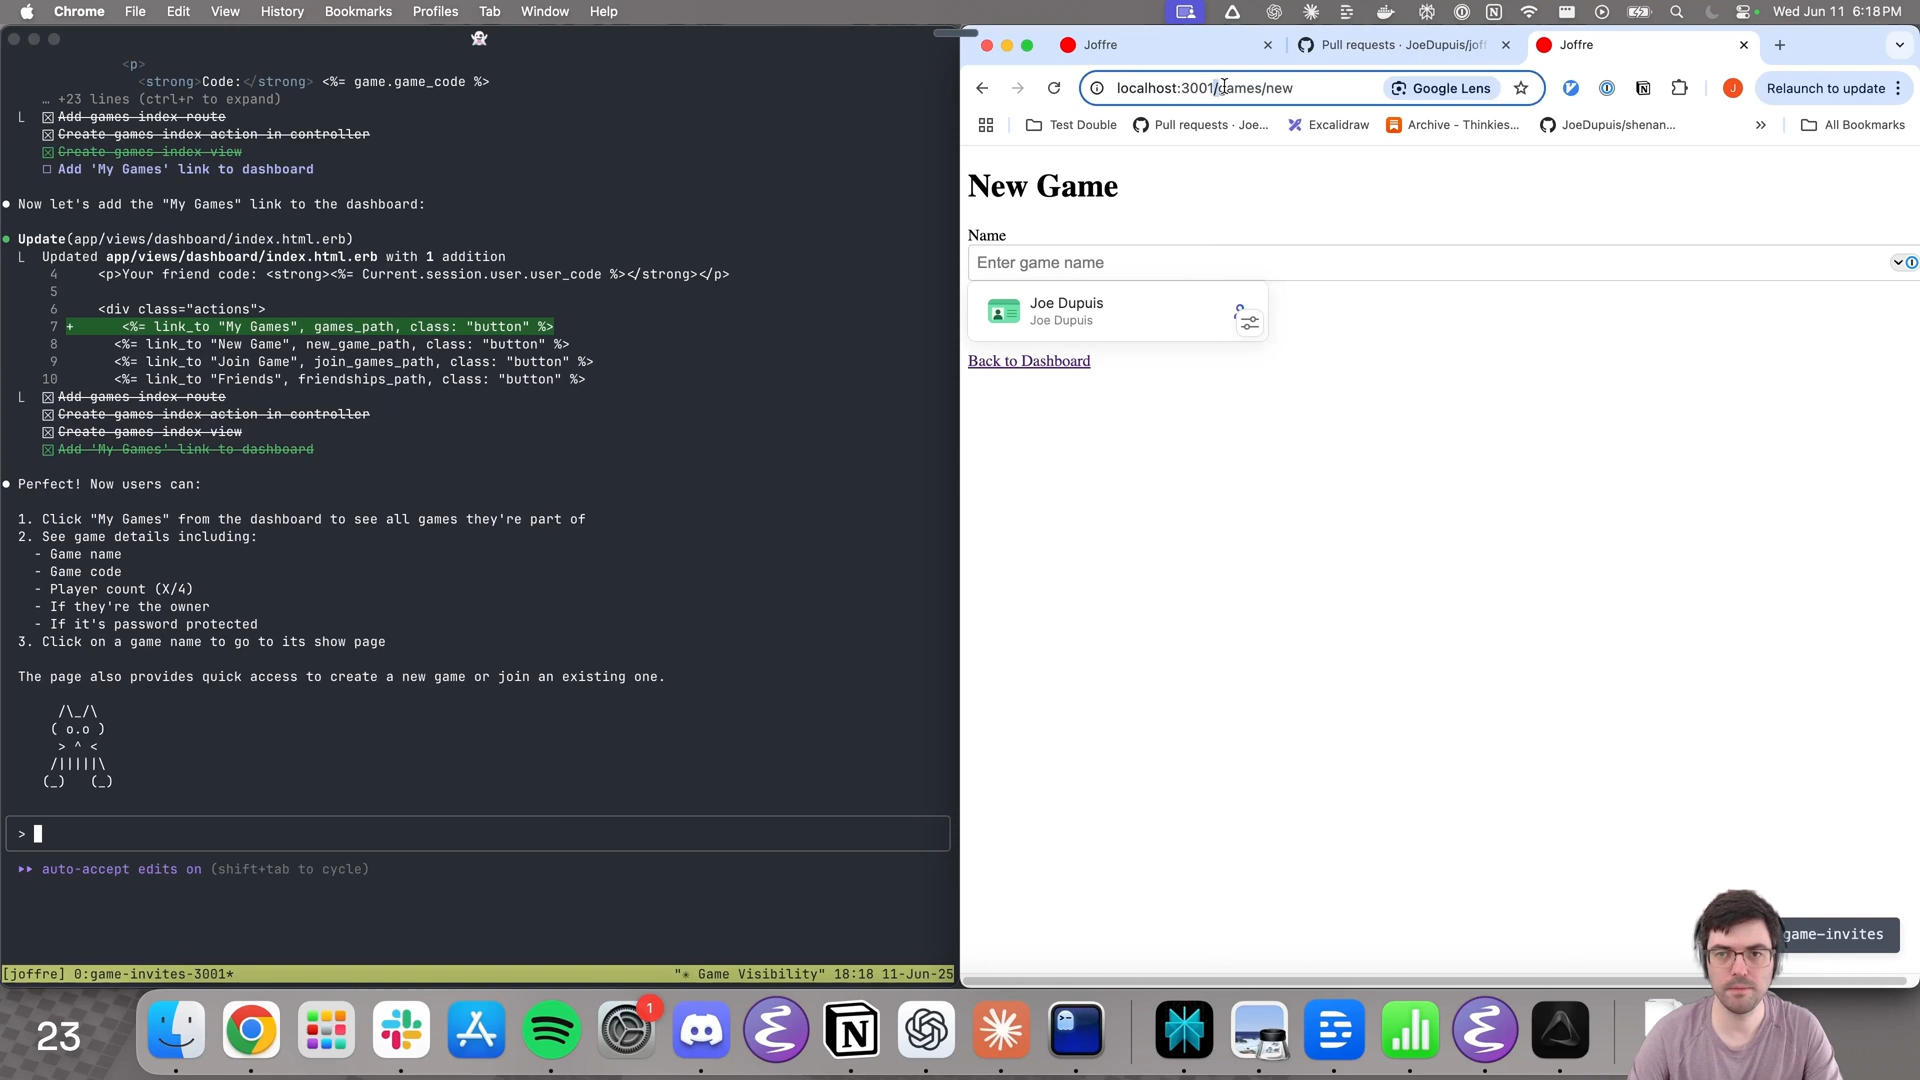 Chrome File Edit View History Bookmarks Profiles Tab Window Help
Wed Jun 11 6:18 PM
<p>
<strong>Code:</strong> <%= game.game_code %>
… +23 lines (ctrl+r to expand)
Add games index route
Create games index action in controller
Create games index view
Add 'My Games' link to dashboard
Now let's add the "My Games" link to the dashboard:
Update(app/views/dashboard/index.html.erb)
Updated app/views/dashboard/index.html.erb with 1 addition
4 <p>Your friend code: <strong><%= Current.session.user.user_code %></strong></p>
5
6 <div class="actions">
7 + <%= link_to "My Games", games_path, class: "button" %>
8 <%= link_to "New Game", new_game_path, class: "button" %>
9 <%= link_to "Join Game", join_games_path, class: "button" %>
10 <%= link_to "Friends", friendships_path, class: "button" %>
Add games index route
Create games index action in controller
Create games index view
Add 'My Games' link to dashboard
Perfect! Now users can:
1. Click "My Games" from the dashboard to see all games they're part of
2. See game details including:
- Game name
- Game code
- Player count (X/4)
- If they're the owner
- If it's password protected
3. Click on a game name to go to its show page
The page also provides quick access to create a new game or join an existing one.
/\_/\
( o.o )
> ^ <
/|||||\
(_) (_)
>
auto-accept edits on (shift+tab to cycle)
[joffre] 0:game-invites-3001* "✳ Game Visibility" 18:18 11-Jun-25
Joffre
Pull requests · JoeDupuis/joff
Joffre
localhost:3001/games/new
Google Lens
Relaunch to update
J
Test Double
Pull requests · Joe...
Excalidraw
Archive - Thinkies...
JoeDupuis/shenan...
»
All Bookmarks
New Game
Name
Enter game name
Joe Dupuis
Joe Dupuis
Back to Dashboard
game-invites
23
1